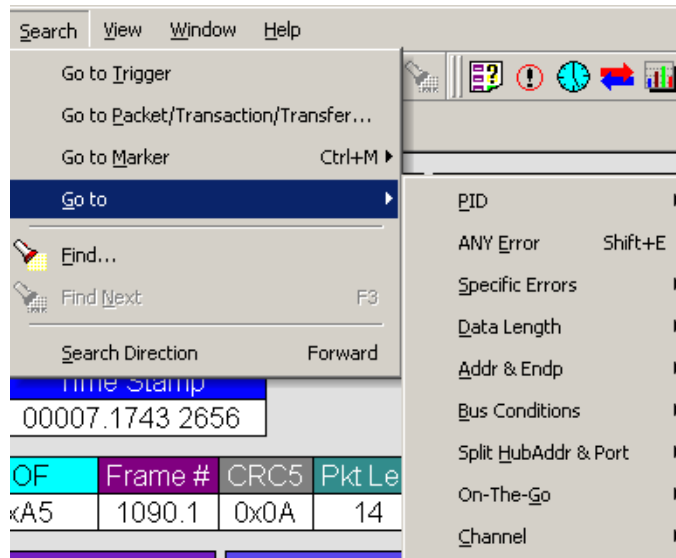 Search View Window Help
Go to Trigger
Go to Packet/Transaction/Transfer...
Go to Marker Ctrl+M
Go to
PID
ANY Error Shift+E
Find...
Specific Errors
Find Next F3
Data Length
Search Direction Forward
Addr & Endp
Time Stamp
Bus Conditions
00007.1743 2656
Split HubAddr & Port
OF Frame # CRC5 Pkt Le
On-The-Go
xA5 1090.1 0x0A 14
Channel